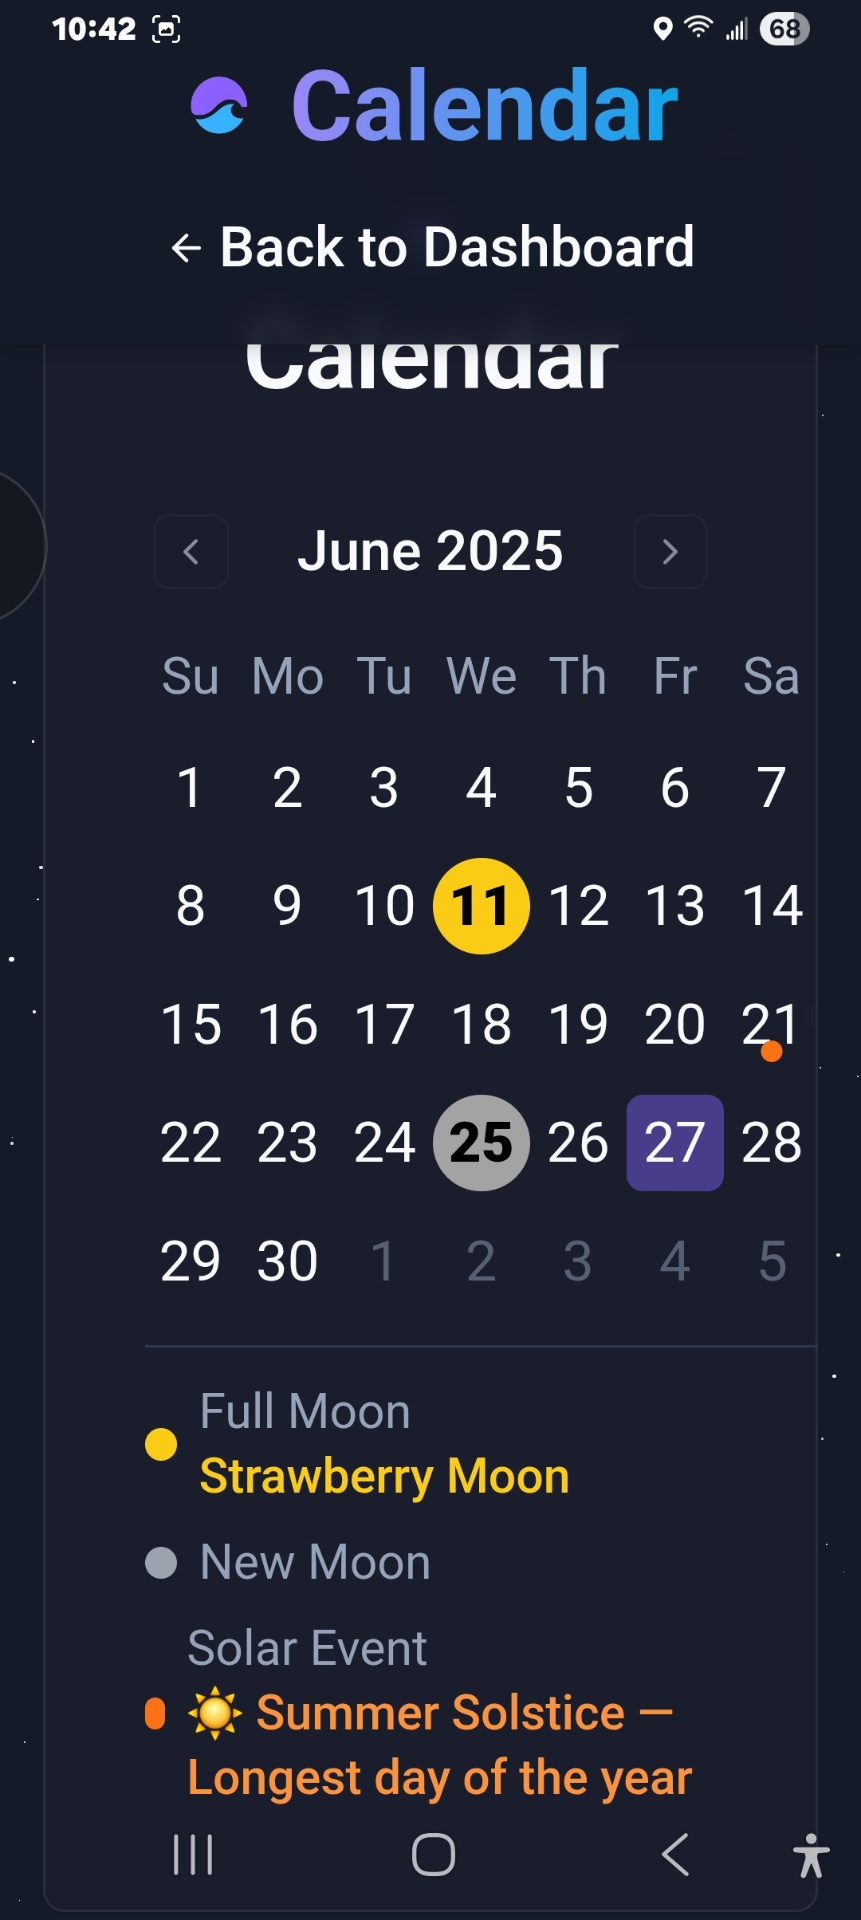 10:42 68
Calendar
← Back to Dashboard
Calendar
June 2025
Su Mo Tu We Th Fr Sa
1 2 3 4 5 6 7
8 9 10 11 12 13 14
15 16 17 18 19 20 21
22 23 24 25 26 27 28
29 30 1 2 3 4 5
Full Moon
Strawberry Moon
New Moon
Solar Event
☀️ Summer Solstice —
Longest day of the year